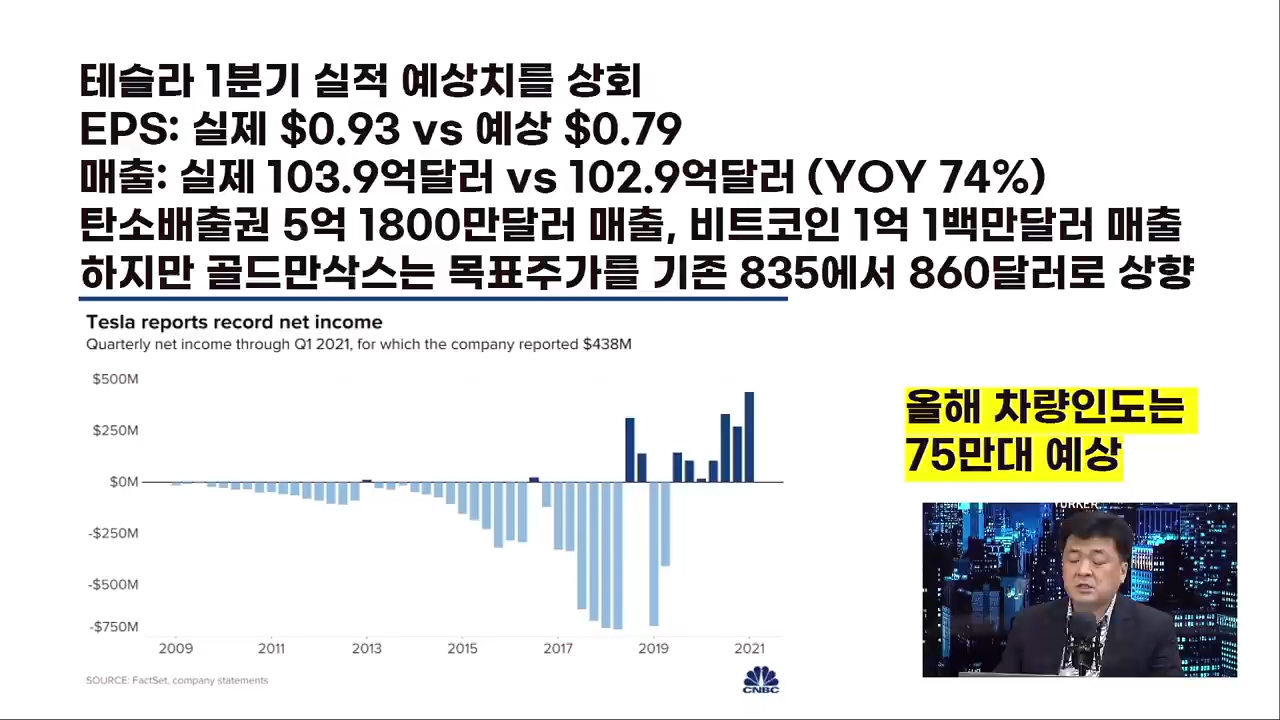 테슬라 1분기 실적 예상치를 상회
EPS: 실제 $0.93 vs 예상 $0.79
매출: 실제 103.9억달러 vs 102.9억달러 (YOY 74%)
탄소배출권 5억 1800만달러 매출, 비트코인 1억 1백만달러 매출
하지만 골드만삭스는 목표주가를 기존 835에서 860달러로 상향
Tesla reports record net income
Quarterly net income through Q1 2021, for which the company reported $438M
$500M
$250M
$0M
-$250M
-$500M
-$750M
2009 2011 2013 2015 2017 2019 2021
SOURCE: FactSet, company statements
CNBC
올해 차량인도는
75만대 예상
YORKER